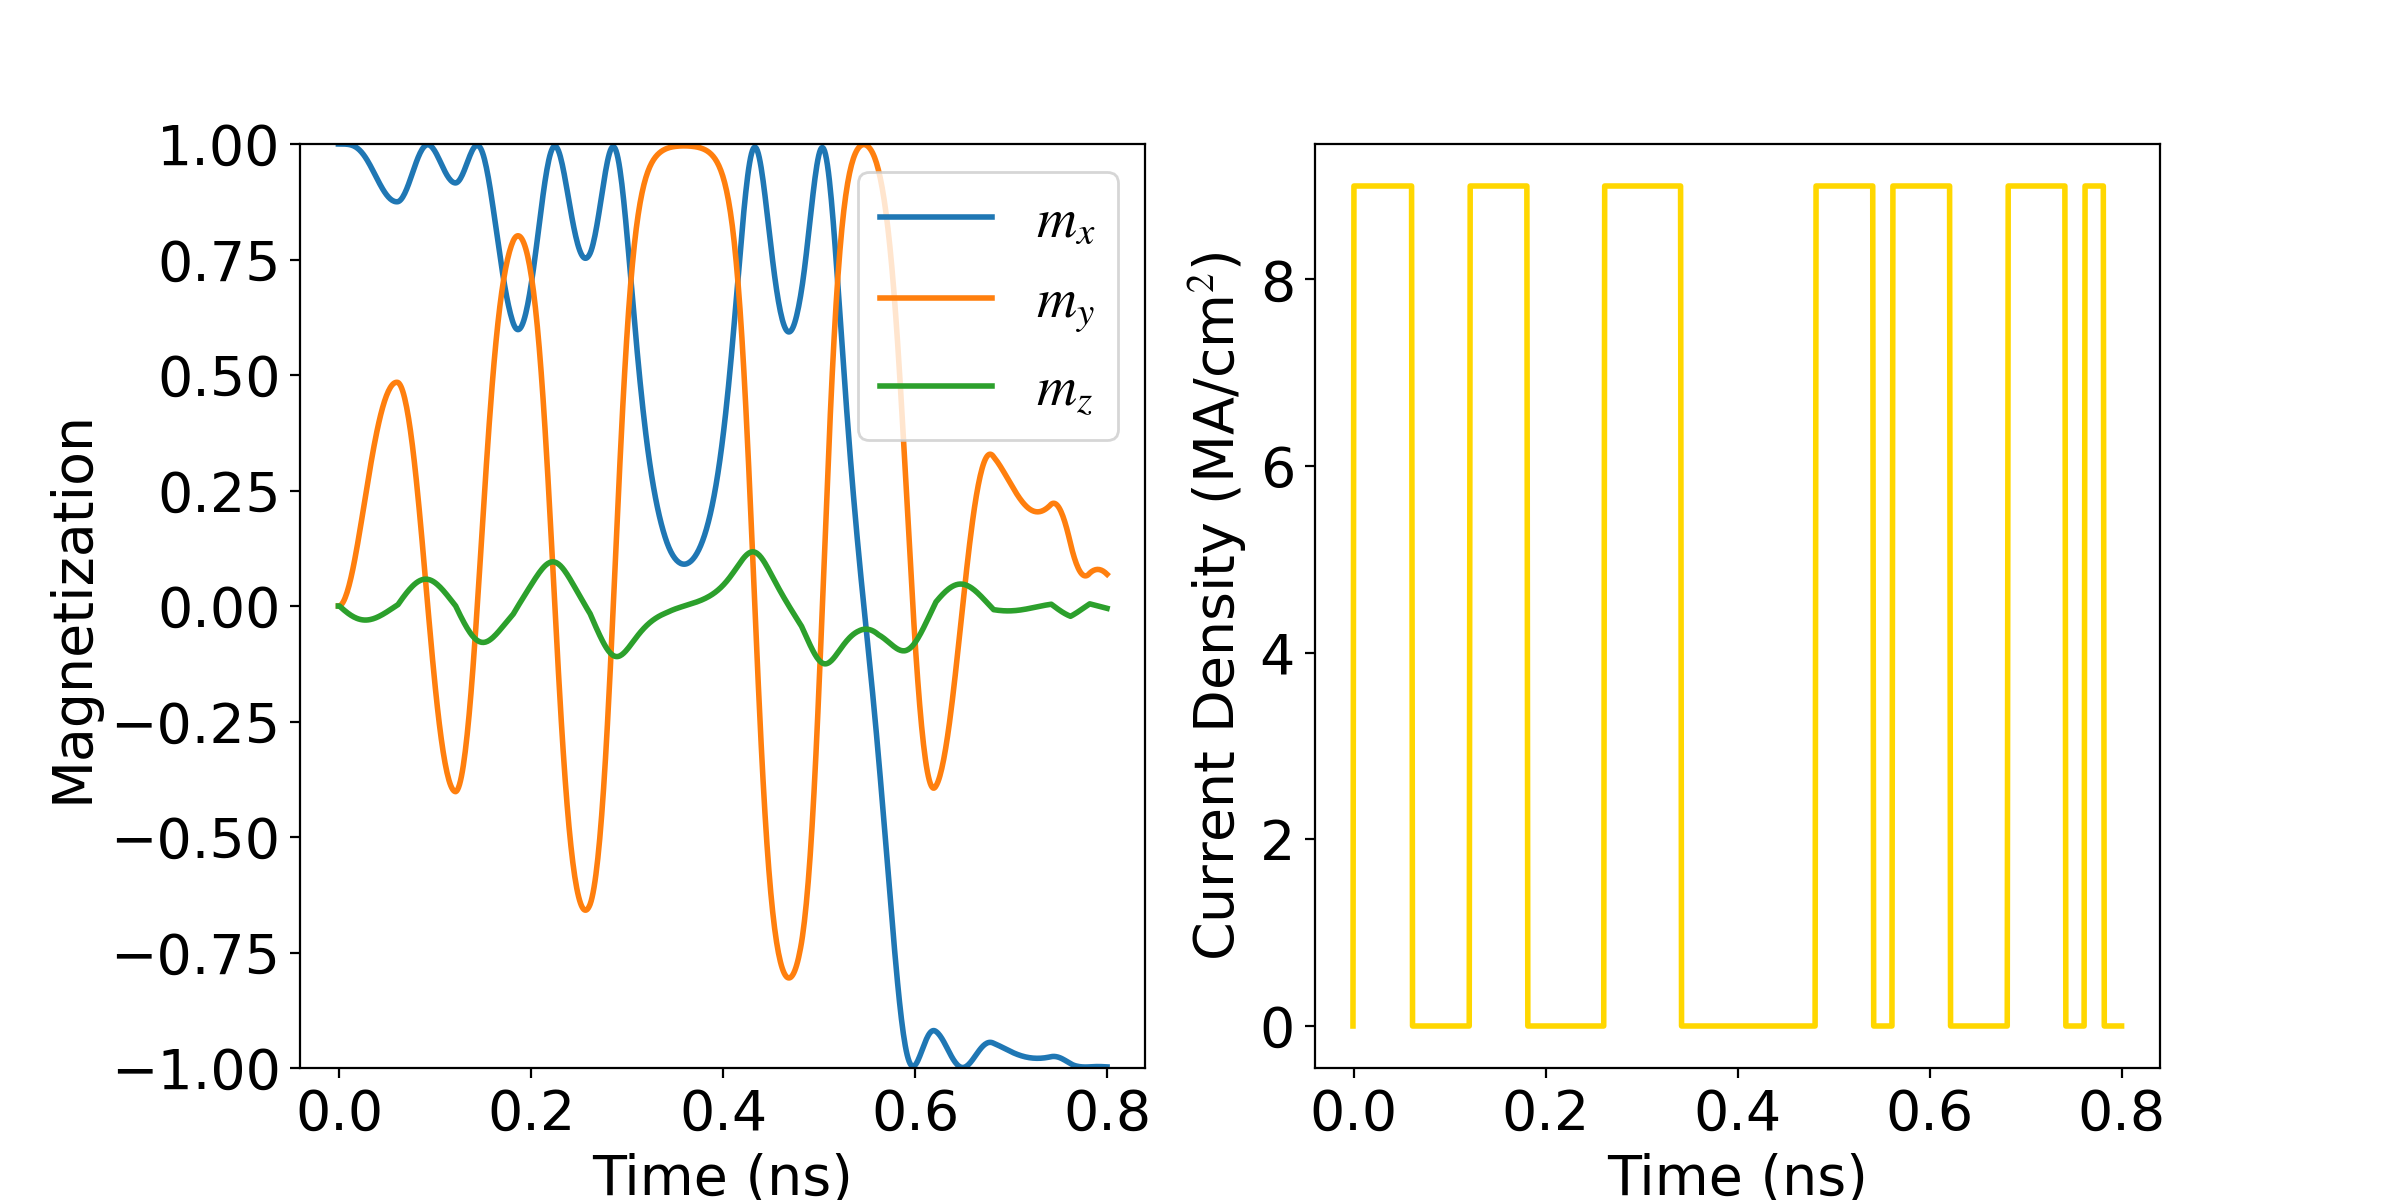 1.00
0.75
0.50
0.25
0.00
−0.25
−0.50
−0.75
−1.00
Magnetization
0.0 0.2 0.4 0.6 0.8
Time (ns)
m_x
m_y
m_z
8
6
4
2
0
Current Density (MA/cm²)
0.0 0.2 0.4 0.6 0.8
Time (ns)